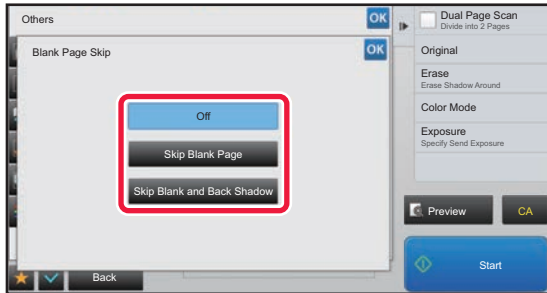 Others
OK
Blank Page Skip
OK
Off
Skip Blank Page
Skip Blank and Back Shadow
Back
Dual Page Scan
Divide into 2 Pages
Original
Erase
Erase Shadow Around
Color Mode
Exposure
Specify Send Exposure
Preview
CA
Start